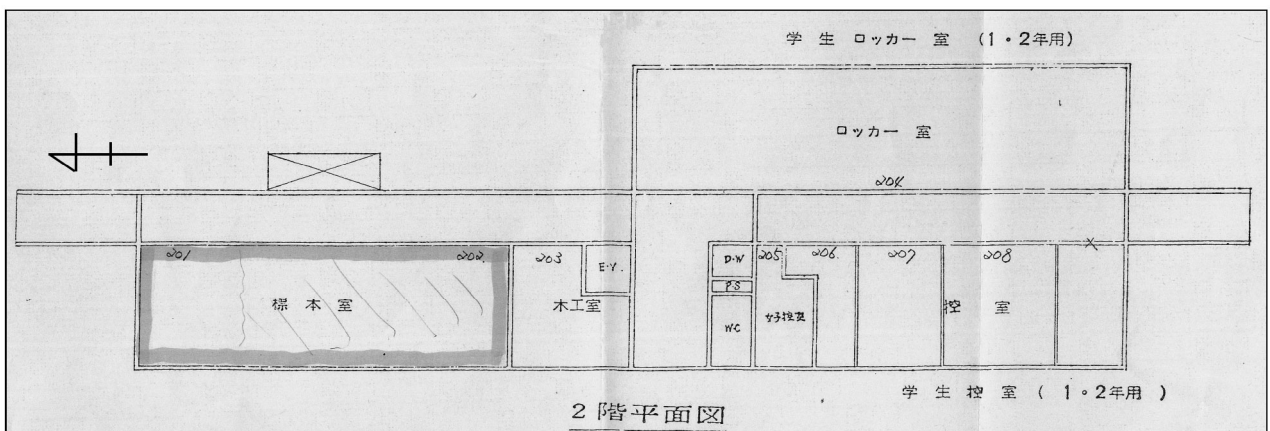 学生 ロッカー 室 (1・2年用)
ロッカー 室
204
201
202.
203
E・V.
D・W
205
206.
207
208
P・S
標本室
木工室
W・C
女子控室
控室
学生控室 ( 1・2年用 )
2階平面図